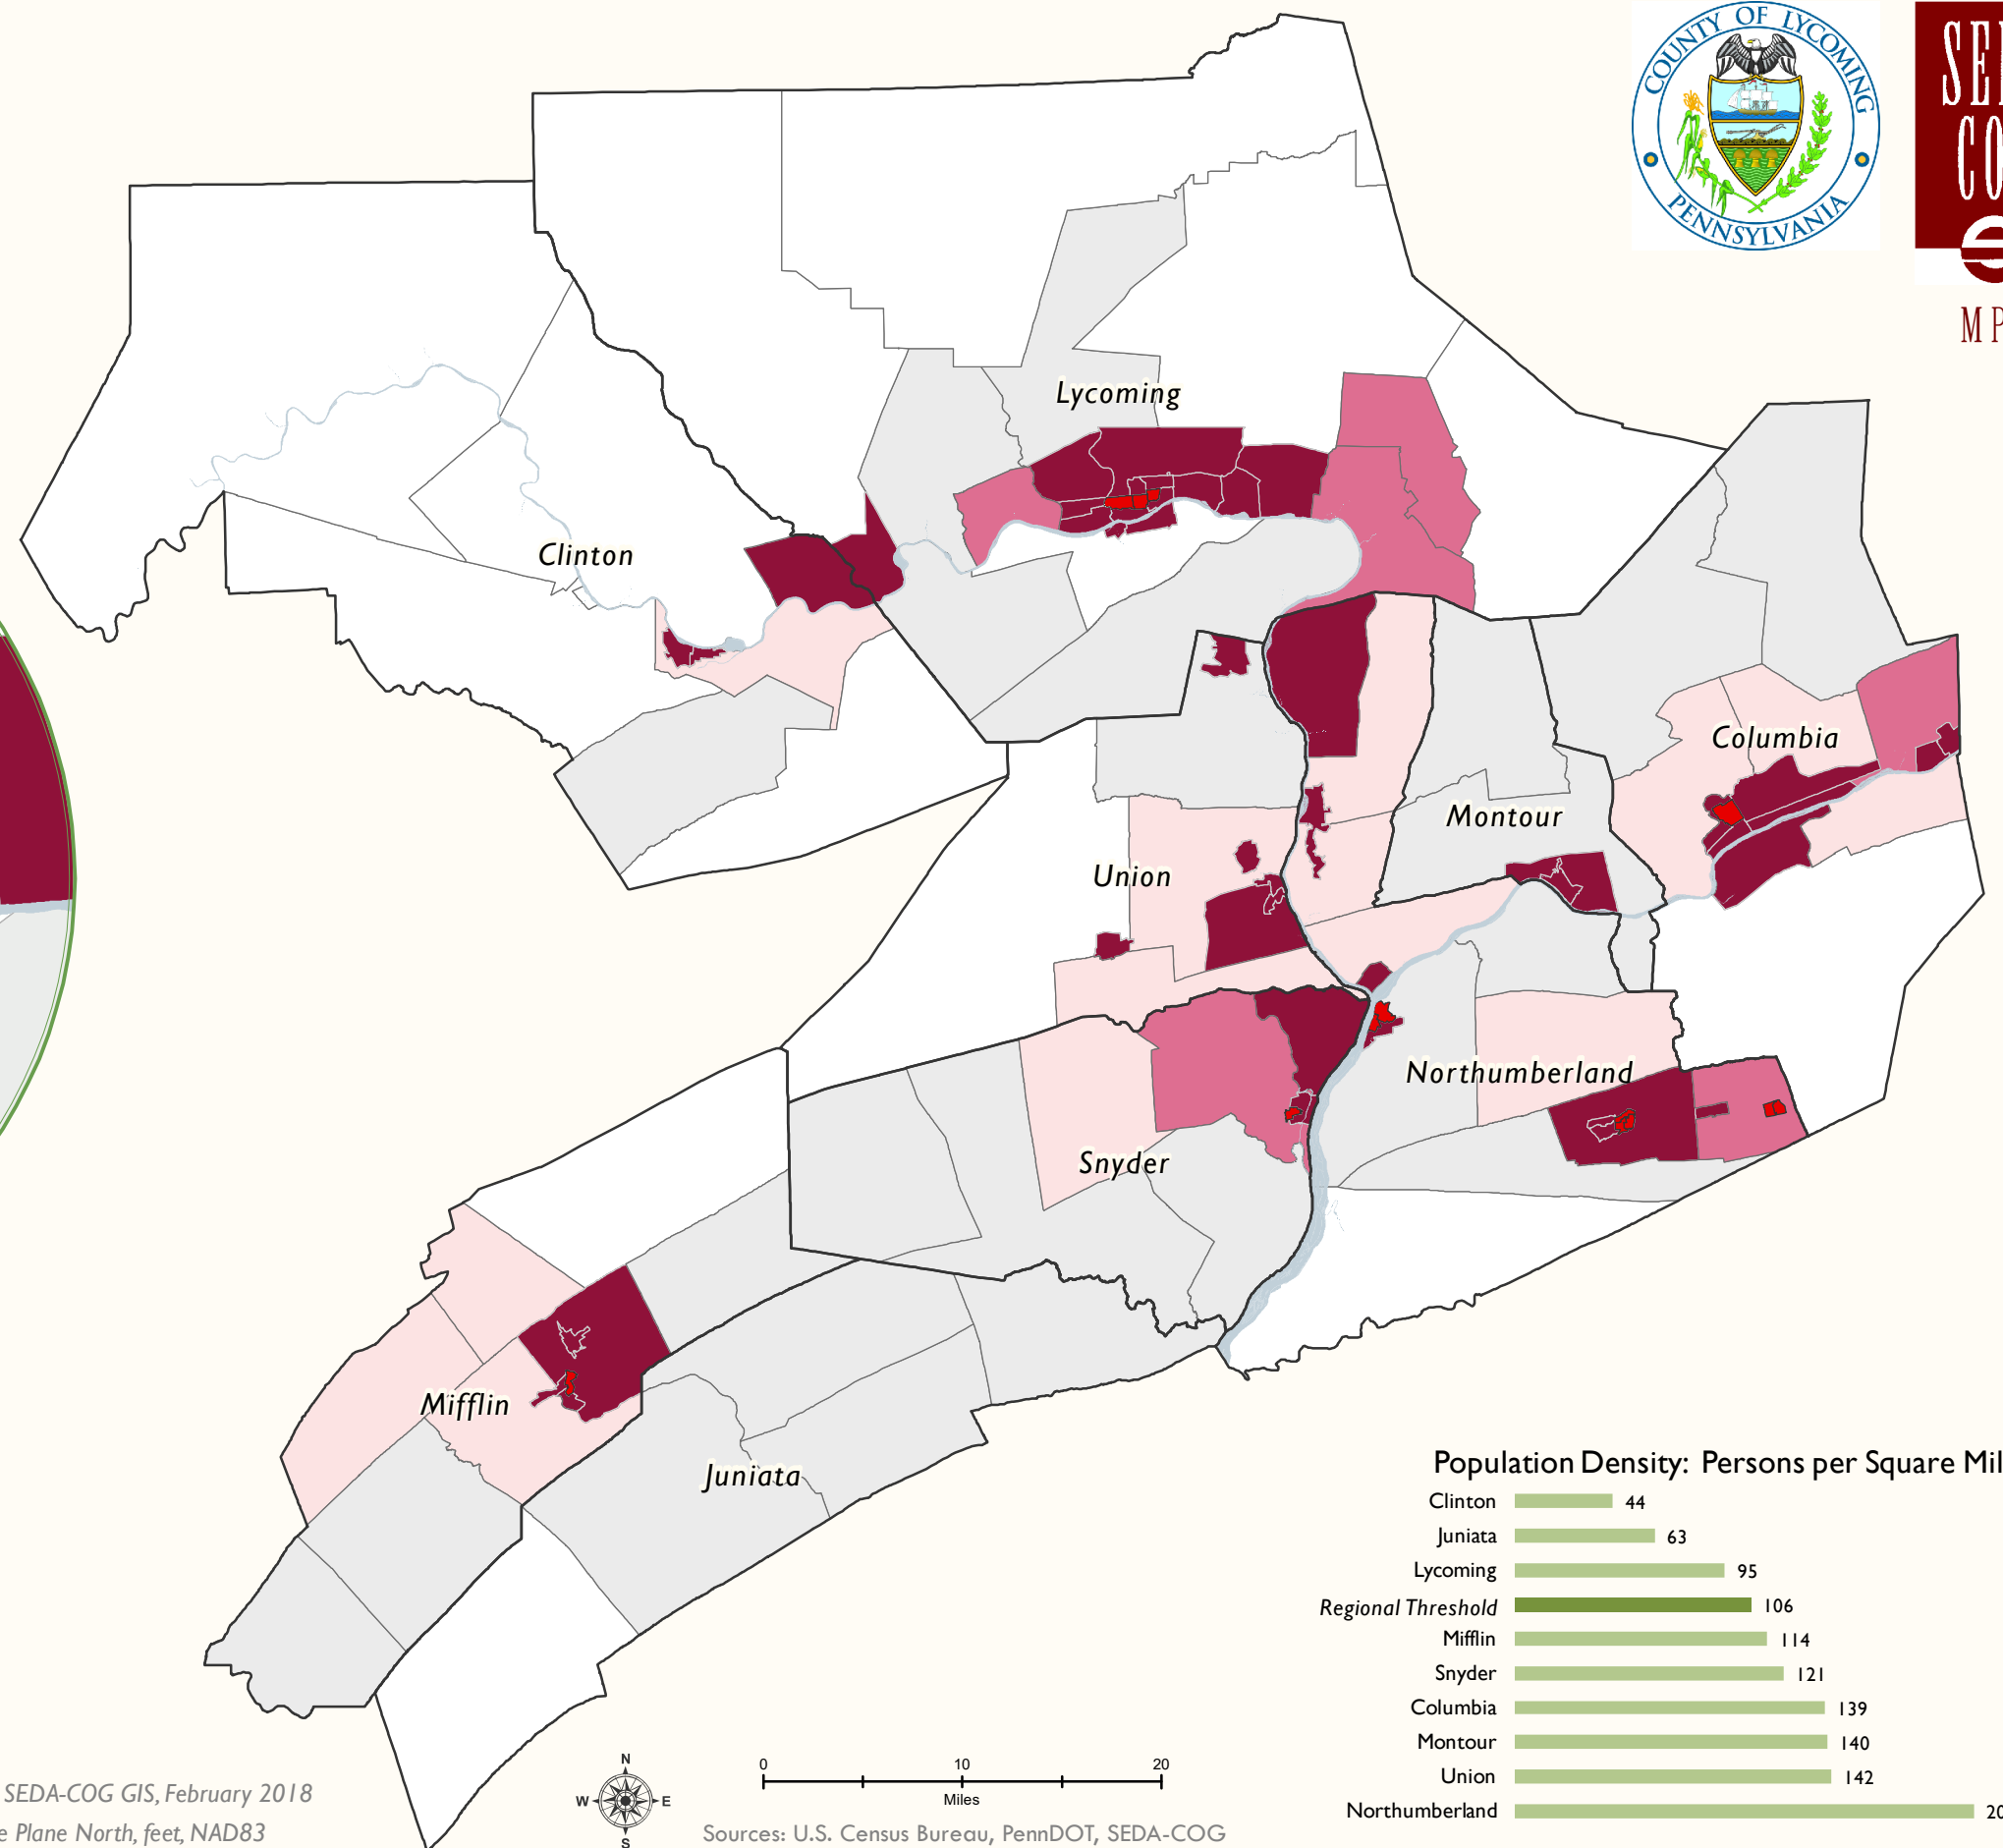 COUNTY OF LYCOMING
PENNSYLVANIA
Lycoming
Clinton
Columbia
Montour
Union
Northumberland
Snyder
Mifflin
Juniata
Population Density: Persons per Square
Clinton 44
Juniata 63
Lycoming 95
Regional Threshold 106
Mifflin 114
Snyder 121
Columbia 139
Montour 140
Union 142
Northumberland
N
W E
S
0 10 20
Miles
SEDA-COG GIS, February 2018
Plane North, feet, NAD83
Sources: U.S. Census Bureau, PennDOT, SEDA-COG